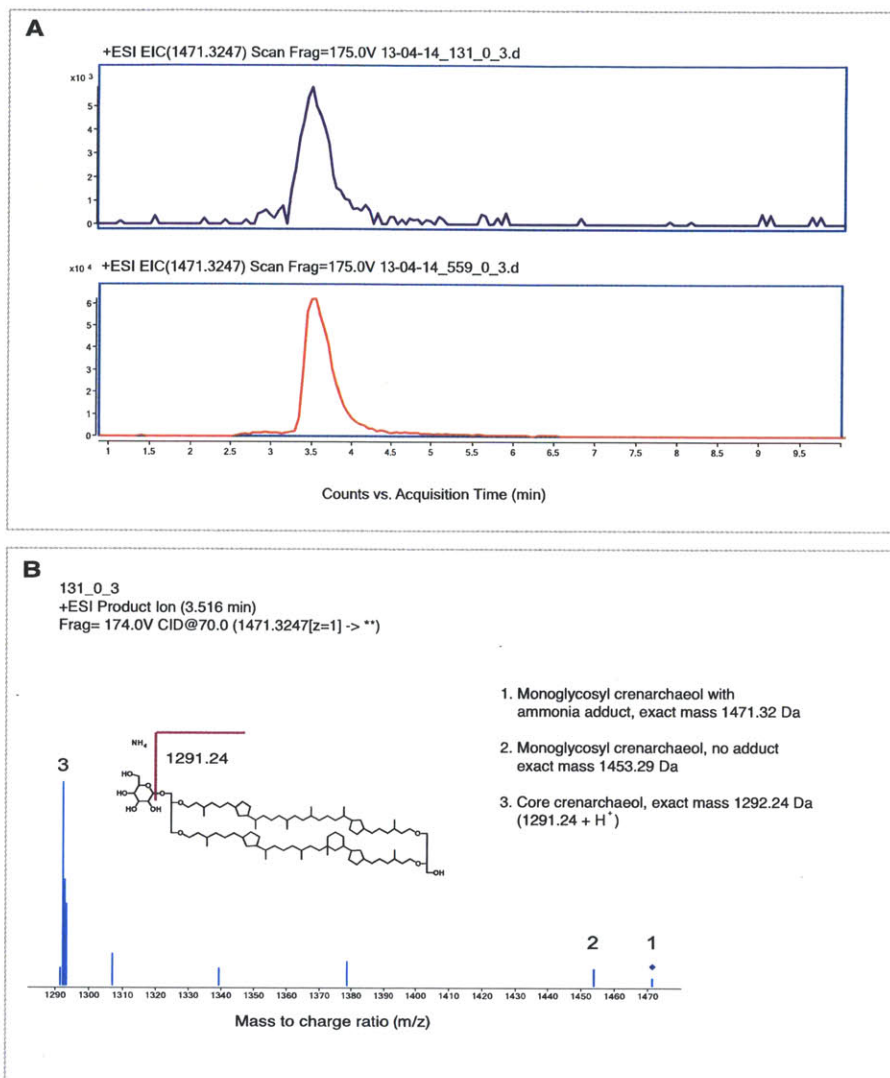 A
+ESI EIC(1471.3247) Scan Frag=175.0V 13-04-14_131_0_3.d
x10 3
5
4
3
2
1
0
x10 4 +ESI EIC(1471.3247) Scan Frag=175.0V 13-04-14_559_0_3.d
6
5
4
3
2
1
0
1 1.5 2 2.5 3 3.5 4 4.5 5 5.5 6 6.5 7 7.5 8 8.5 9 9.5
Counts vs. Acquisition Time (min)
B
131_0_3
+ESI Product Ion (3.516 min)
Frag= 174.0V CID@70.0 (1471.3247[z=1] -> **)
1. Monoglycosyl crenarchaeol with
ammonia adduct, exact mass 1471.32 Da
2. Monoglycosyl crenarchaeol, no adduct
exact mass 1453.29 Da
3. Core crenarchaeol, exact mass 1292.24 Da
(1291.24 + H+)
NH4
1291.24
3
HO
HO
HO
OH
O
O
O
O
O
O
OH
2 1
1290 1300 1310 1320 1330 1340 1350 1360 1370 1380 1390 1400 1410 1420 1430 1440 1450 1460 1470
Mass to charge ratio (m/z)